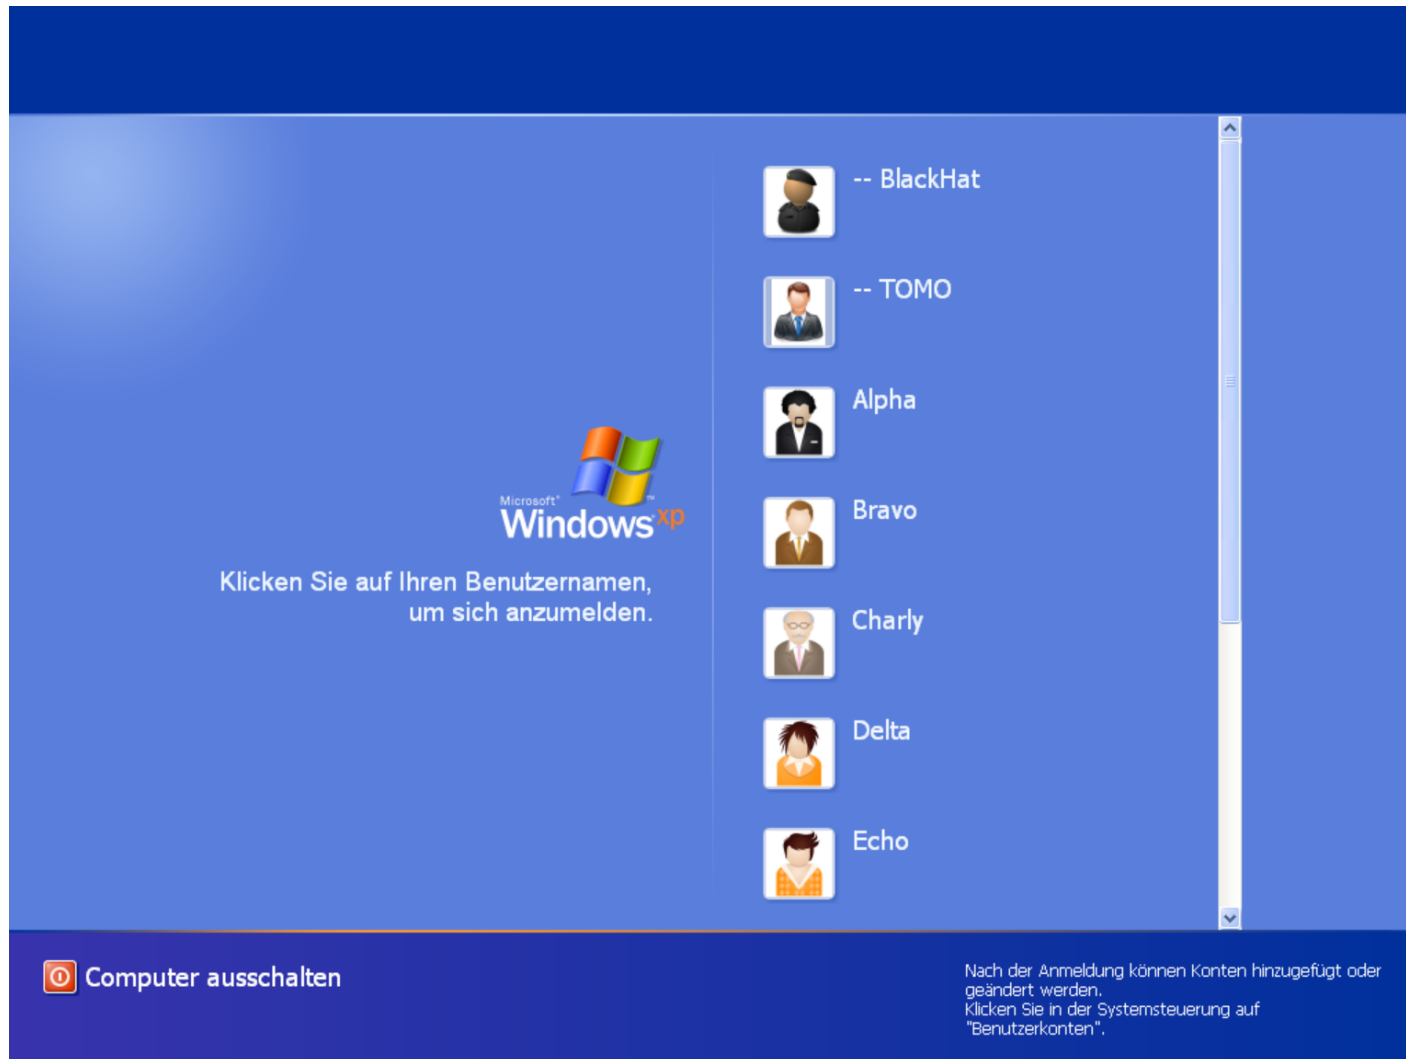 Microsoft®
Windows xp™
Klicken Sie auf Ihren Benutzernamen,
um sich anzumelden.
-- BlackHat
-- TOMO
Alpha
Bravo
Charly
Delta
Echo
Computer ausschalten
Nach der Anmeldung können Konten hinzugefügt oder
geändert werden.
Klicken Sie in der Systemsteuerung auf
"Benutzerkonten".